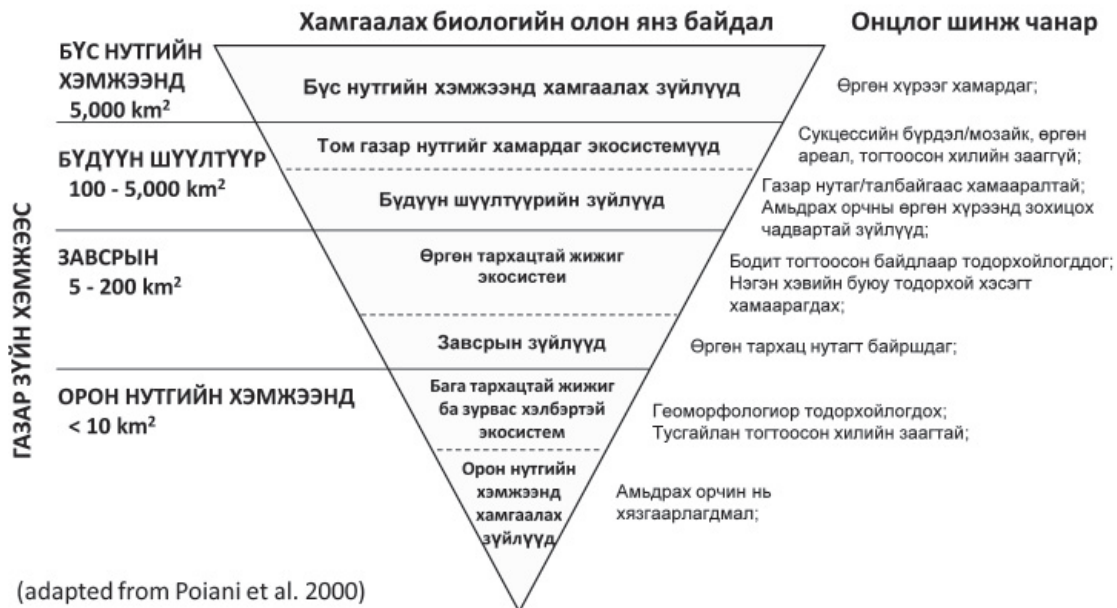 Хамгаалах биологийн олон янз байдал
Онцлог шинж чанар
ГАЗАР ЗҮЙН ХЭМЖЭЭС
БҮС НУТГИЙН
ХЭМЖЭЭНД
5,000 km²
Бүс нутгийн хэмжээнд хамгаалах зүйлүүд
Өргөн хүрээг хамардаг;
БҮДҮҮН ШҮҮЛТҮҮР
100 - 5,000 km²
Том газар нутгийг хамардаг экосистемүүд
Сукцессийн бүрдэл/мозайк, өргөн
ареал, тогтоосон хилийн зааггүй;
Бүдүүн шүүлтүүрийн зүйлүүд
Газар нутаг/талбайгаас хамааралтай;
Амьдрах орчны өргөн хүрээнд зохицох
чадвартай зүйлүүд;
ЗАВСРЫН
5 - 200 km²
Өргөн тархацтай жижиг
экосистеи
Бодит тогтоосон байдлаар тодорхойлогддог;
Нэгэн хэвийн буюу тодорхой хэсэгт
хамаарагдах;
Завсрын зүйлүүд
Өргөн тархац нутагт байршдаг;
ОРОН НУТГИЙН ХЭМЖЭЭНД
< 10 km²
Бага тархацтай жижиг
ба зурвас хэлбэртэй
экосистем
Геоморфологиор тодорхойлогдох;
Тусгайлан тогтоосон хилийн заагтай;
Орон нутгийн
хэмжээнд
хамгаалах
зүйлүүд
Амьдрах орчин нь
хязгаарлагдмал;
(adapted from Poiani et al. 2000)